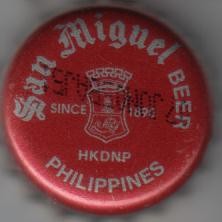 San Miguel BEER
SINCE 1890
HKDNP
PHILIPPINES